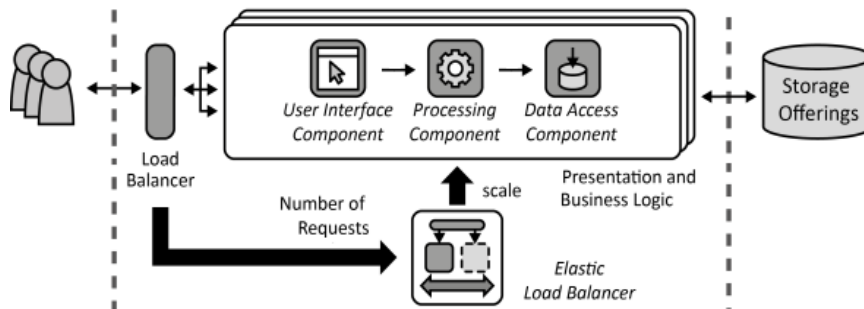 User Interface
Component
Processing
Component
Data Access
Component
Storage
Offerings
Load
Balancer
Presentation and
Business Logic
scale
Number of
Requests
Elastic
Load Balancer